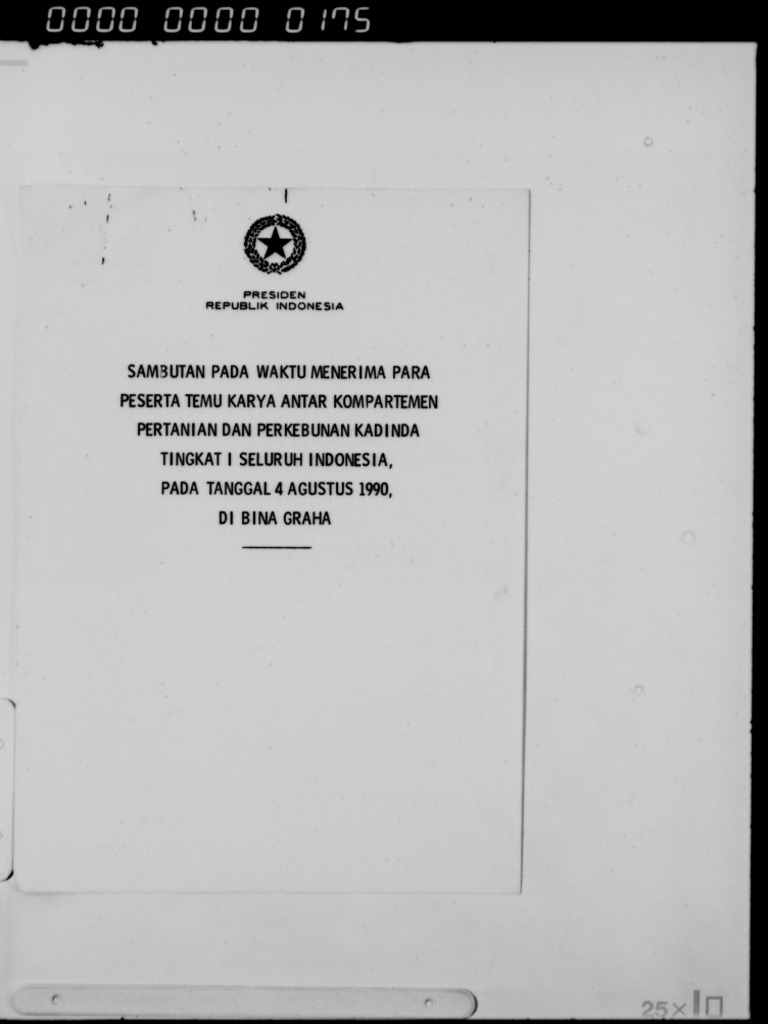 0000 0000 0175
PRESIDEN
REPUBLIK INDONESIA
SAMBUTAN PADA WAKTU MENERIMA PARA
PESERTA TEMU KARYA ANTAR KOMPARTEMEN
PERTANIAN DAN PERKEBUNAN KADINDA
TINGKAT I SELURUH INDONESIA,
PADA TANGGAL 4 AGUSTUS 1990,
DI BINA GRAHA
25×